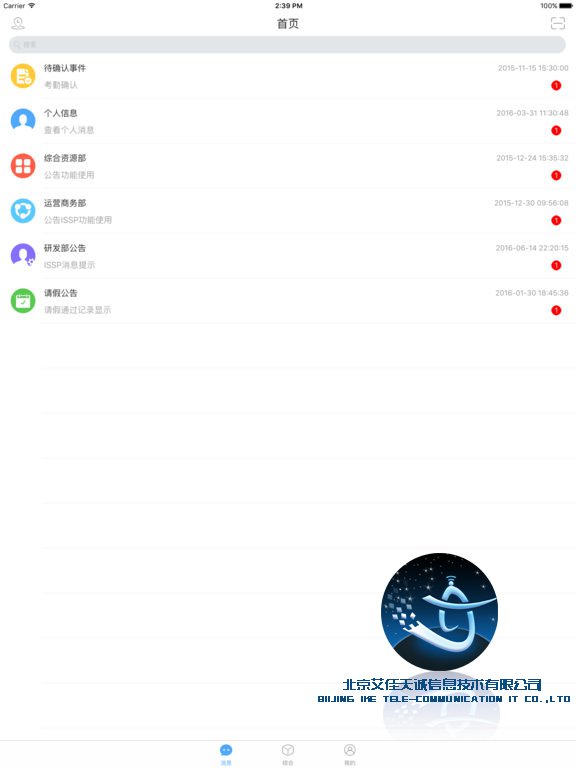 Carrier 2:39 PM 100%
首页
搜索
待确认事件 2015-11-15 15:30:00
考勤确认 1
个人信息 2016-03-31 11:30:48
查看个人消息 1
综合资源部 2015-12-24 15:35:32
公告功能使用 1
运营商务部 2015-12-30 09:56:08
公告ISSP功能使用 1
研发部公告 2016-06-14 22:20:15
ISSP消息提示 1
请假公告 2016-01-30 18:45:36
请假通过记录显示 1
北京艾佳天诚信息技术有限公司
BIIJING IKE TELE-COMMUNICATION IT CO.,LTD
消息 综合 我的